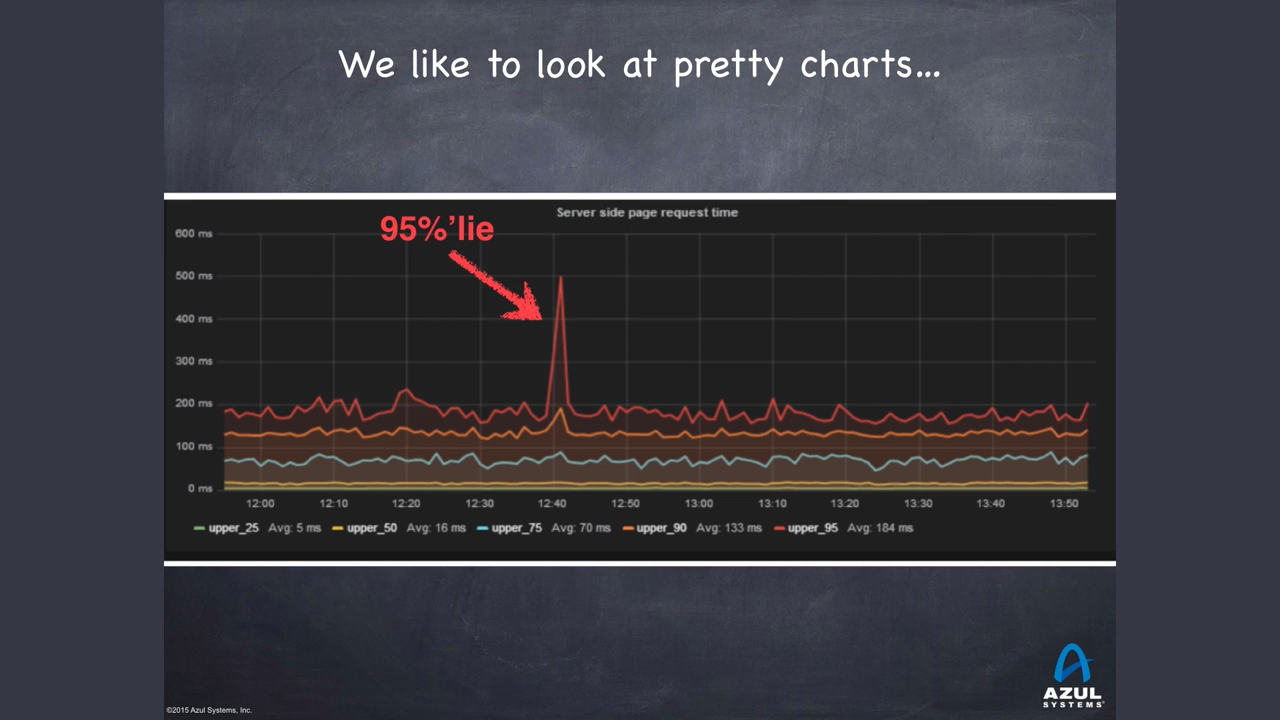 We like to look at pretty charts...
Server side page request time
95%’lie
600 ms
500 ms
400 ms
300 ms
200 ms
100 ms
0 ms
12:00 12:10 12:20 12:30 12:40 12:50 13:00 13:10 13:20 13:30 13:40 13:50
upper_25 Avg: 5 ms upper_50 Avg: 16 ms upper_75 Avg: 70 ms upper_90 Avg: 133 ms upper_95 Avg: 184 ms
©2015 Azul Systems, Inc.
AZUL
SYSTEMS